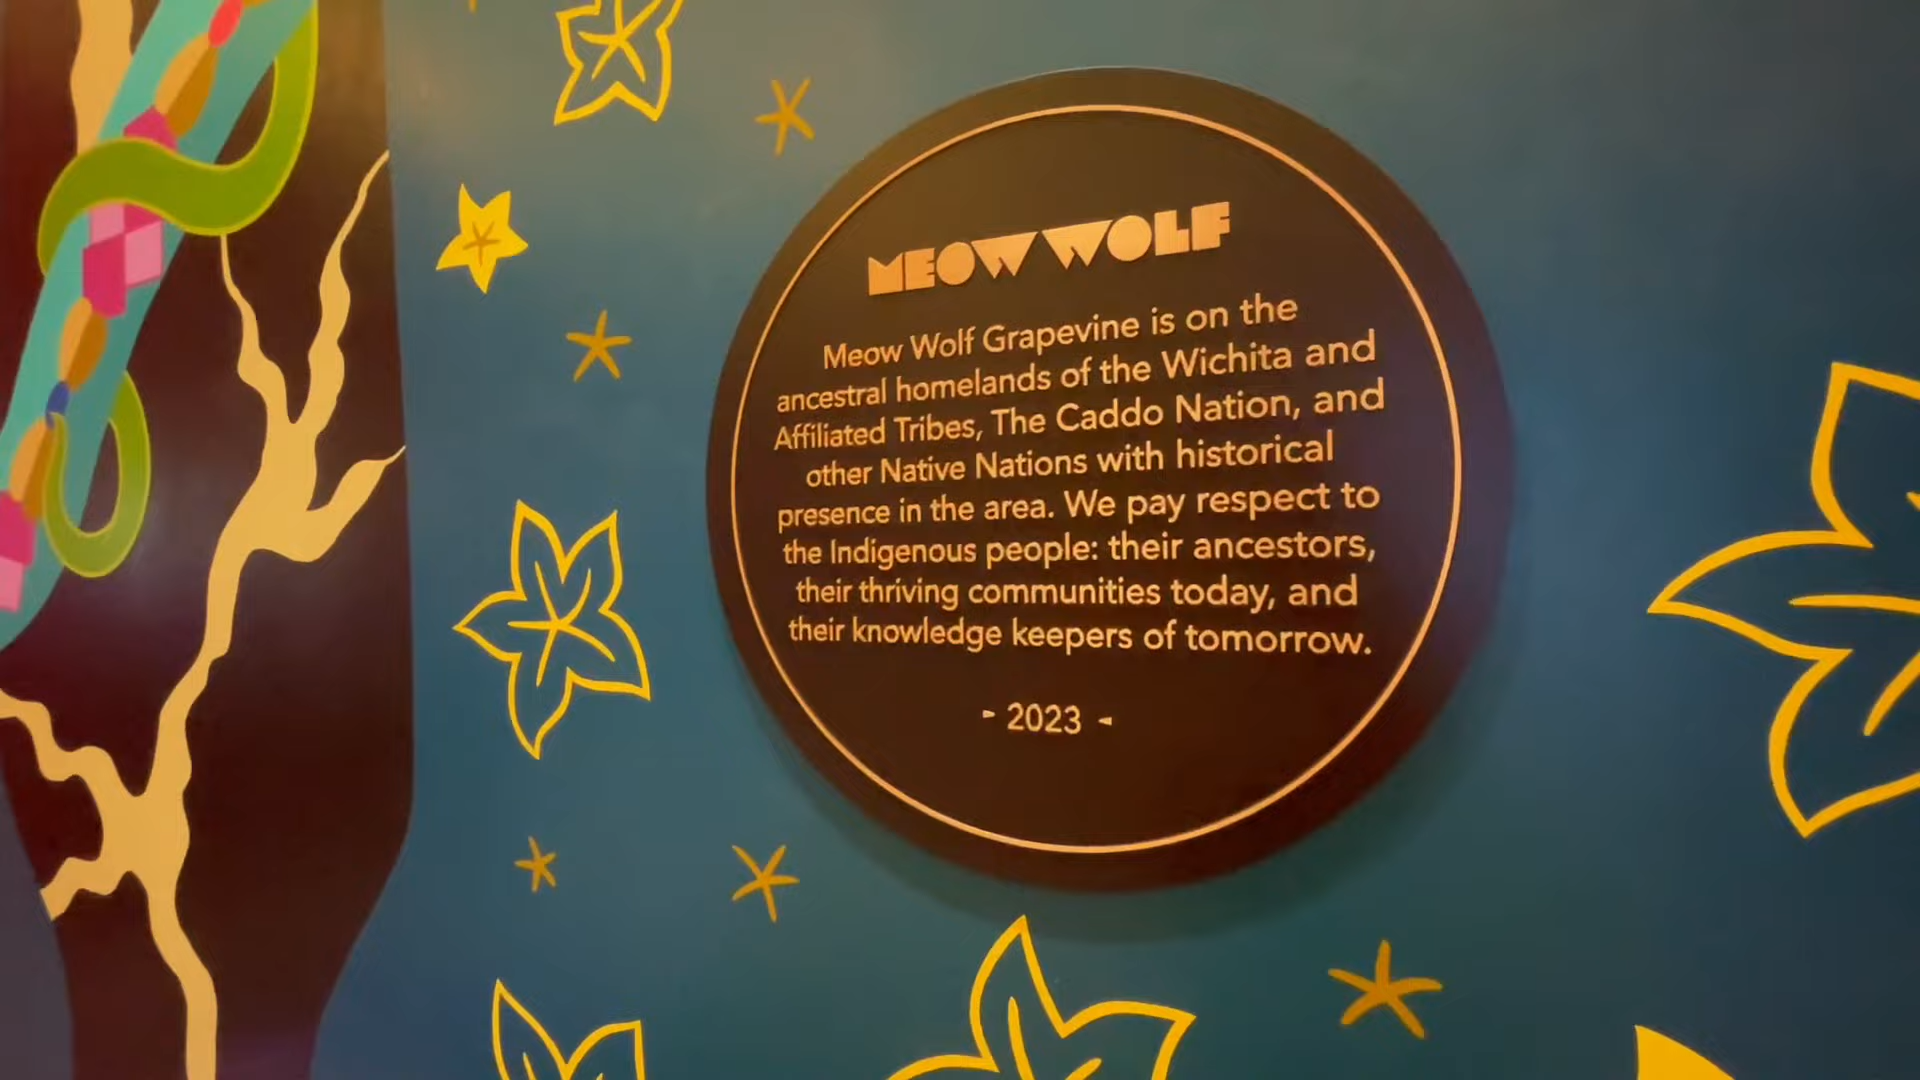 MEOW WOLF
Meow Wolf Grapevine is on the
ancestral homelands of the Wichita and
Affiliated Tribes, The Caddo Nation, and
other Native Nations with historical
presence in the area. We pay respect to
the Indigenous people: their ancestors,
their thriving communities today, and
their knowledge keepers of tomorrow.
- 2023 -